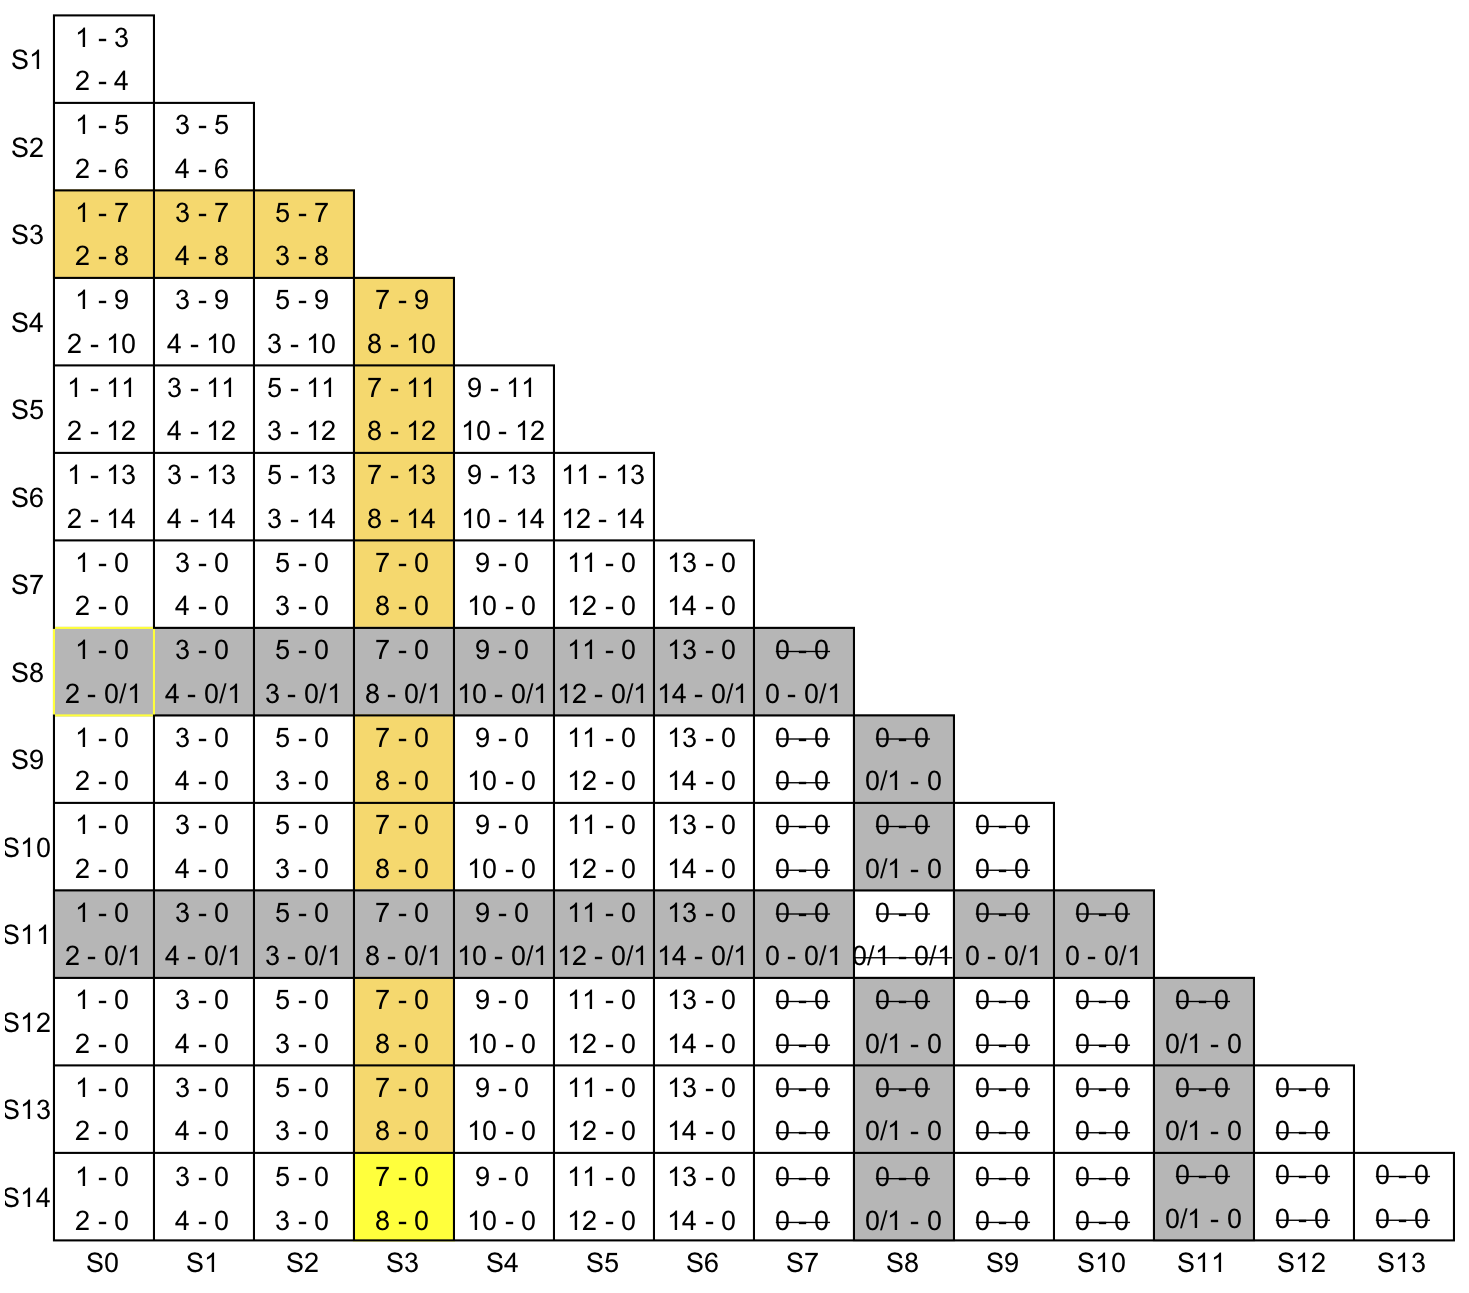 S1 1 - 3
2 - 4
S2 1 - 5 3 - 5
2 - 6 4 - 6
S3 1 - 7 3 - 7 5 - 7
2 - 8 4 - 8 3 - 8
S4 1 - 9 3 - 9 5 - 9 7 - 9
2 - 10 4 - 10 3 - 10 8 - 10
S5 1 - 11 3 - 11 5 - 11 7 - 11 9 - 11
2 - 12 4 - 12 3 - 12 8 - 12 10 - 12
S6 1 - 13 3 - 13 5 - 13 7 - 13 9 - 13 11 - 13
2 - 14 4 - 14 3 - 14 8 - 14 10 - 14 12 - 14
S7 1 - 0 3 - 0 5 - 0 7 - 0 9 - 0 11 - 0 13 - 0
2 - 0 4 - 0 3 - 0 8 - 0 10 - 0 12 - 0 14 - 0
S8 1 - 0 3 - 0 5 - 0 7 - 0 9 - 0 11 - 0 13 - 0 0 - 0
2 - 0/1 4 - 0/1 3 - 0/1 8 - 0/1 10 - 0/1 12 - 0/1 14 - 0/1 0 - 0/1
S9 1 - 0 3 - 0 5 - 0 7 - 0 9 - 0 11 - 0 13 - 0 0 - 0 0 - 0
2 - 0 4 - 0 3 - 0 8 - 0 10 - 0 12 - 0 14 - 0 0 - 0 0/1 - 0
S10 1 - 0 3 - 0 5 - 0 7 - 0 9 - 0 11 - 0 13 - 0 0 - 0 0 - 0 0 - 0
2 - 0 4 - 0 3 - 0 8 - 0 10 - 0 12 - 0 14 - 0 0 - 0 0/1 - 0 0 - 0
S11 1 - 0 3 - 0 5 - 0 7 - 0 9 - 0 11 - 0 13 - 0 0 - 0 0 - 0 0 - 0 0 - 0
2 - 0/1 4 - 0/1 3 - 0/1 8 - 0/1 10 - 0/1 12 - 0/1 14 - 0/1 0 - 0/1 0/1 - 0/1 0 - 0/1 0 - 0/1
S12 1 - 0 3 - 0 5 - 0 7 - 0 9 - 0 11 - 0 13 - 0 0 - 0 0 - 0 0 - 0 0 - 0 0 - 0
2 - 0 4 - 0 3 - 0 8 - 0 10 - 0 12 - 0 14 - 0 0 - 0 0/1 - 0 0 - 0 0 - 0 0/1 - 0
S13 1 - 0 3 - 0 5 - 0 7 - 0 9 - 0 11 - 0 13 - 0 0 - 0 0 - 0 0 - 0 0 - 0 0 - 0 0 - 0
2 - 0 4 - 0 3 - 0 8 - 0 10 - 0 12 - 0 14 - 0 0 - 0 0/1 - 0 0 - 0 0 - 0 0/1 - 0 0 - 0
S14 1 - 0 3 - 0 5 - 0 7 - 0 9 - 0 11 - 0 13 - 0 0 - 0 0 - 0 0 - 0 0 - 0 0 - 0 0 - 0 0 - 0
2 - 0 4 - 0 3 - 0 8 - 0 10 - 0 12 - 0 14 - 0 0 - 0 0/1 - 0 0 - 0 0 - 0 0/1 - 0 0 - 0 0 - 0
S0 S1 S2 S3 S4 S5 S6 S7 S8 S9 S10 S11 S12 S13